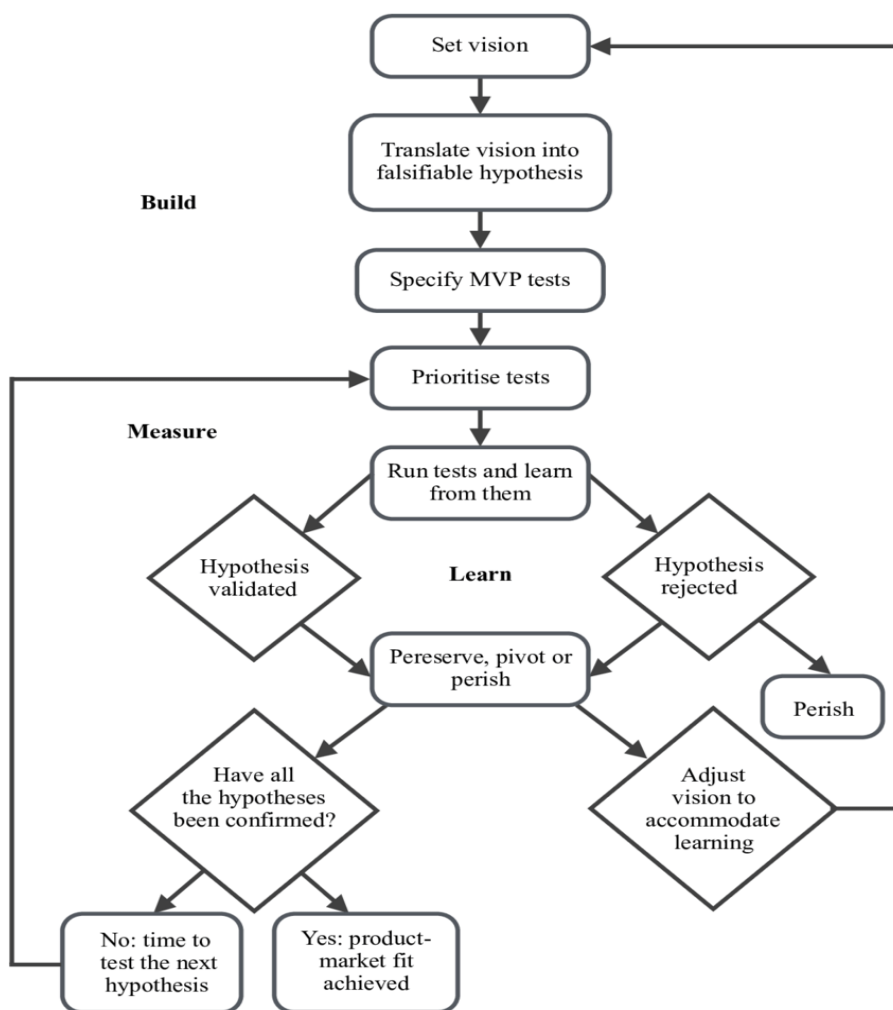 Set vision
Translate vision into
falsifiable hypothesis
Build
Specify MVP tests
Prioritise tests
Measure
Run tests and learn
from them
Hypothesis
validated
Learn
Hypothesis
rejected
Pereserve, pivot or
perish
Perish
Have all
the hypotheses
been confirmed?
Adjust
vision to
accommodate
learning
No: time to
test the next
hypothesis
Yes: product-
market fit
achieved